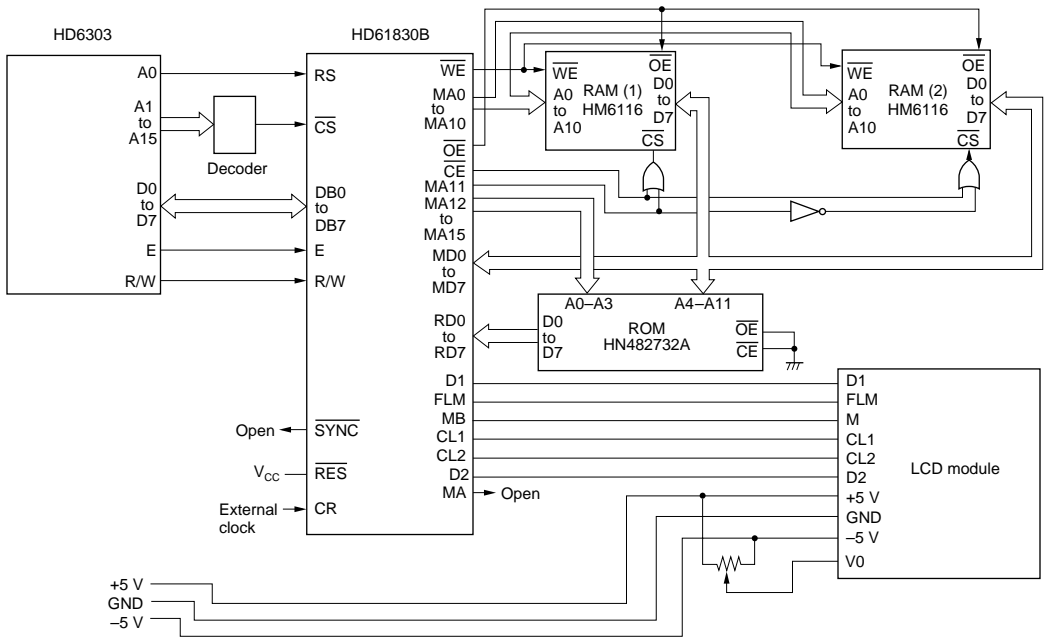 HD6303
HD61830B
A0
A1
to
A15
D0
to
D7
E
R/W
Decoder
RS
CS
DB0
to
DB7
E
R/W
SYNC
RES
CR
Open
VCC
External
clock
WE
MA0
to
MA10
OE
CE
MA11
MA12
to
MA15
MD0
to
MD7
RD0
to
RD7
D1
FLM
MB
CL1
CL2
D2
MA
Open
WE
A0
to
A10
RAM (1)
HM6116
OE
D0
to
D7
CS
WE
A0
to
A10
RAM (2)
HM6116
OE
D0
to
D7
CS
A0–A3
A4–A11
D0
to
D7
ROM
HN482732A
OE
CE
D1
FLM
M
CL1
CL2
D2
+5 V
GND
–5 V
V0
LCD module
+5 V
GND
–5 V